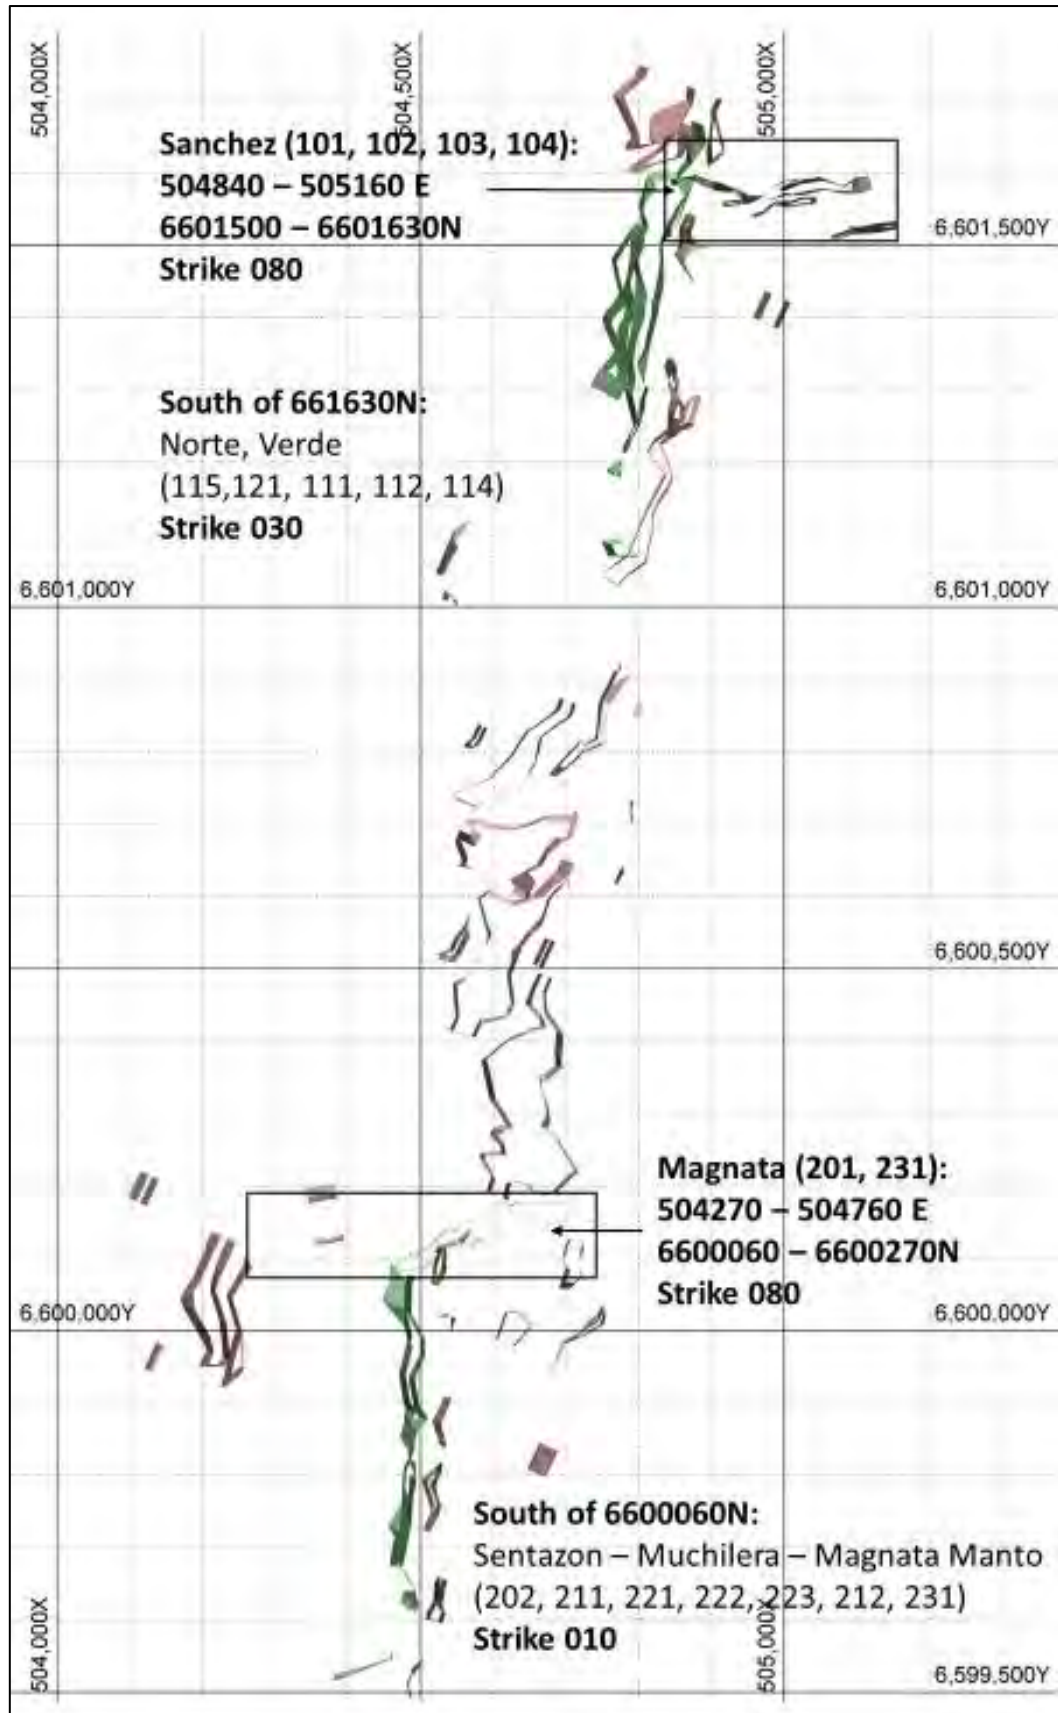 504,000X
504,500X
505,000X
Sanchez (101, 102, 103, 104):
504840 – 505160 E
6601500 – 6601630N
Strike 080
6,601,500Y
South of 661630N:
Norte, Verde
(115,121, 111, 112, 114)
Strike 030
6,601,000Y
6,601,000Y
6,600,500Y
Magnata (201, 231):
504270 – 504760 E
6600060 – 6600270N
Strike 080
6,600,000Y
6,600,000Y
South of 6600060N:
Sentazon – Muchilera – Magnata Manto
(202, 211, 221, 222, 223, 212, 231)
Strike 010
504,000X
505,000X
6,599,500Y